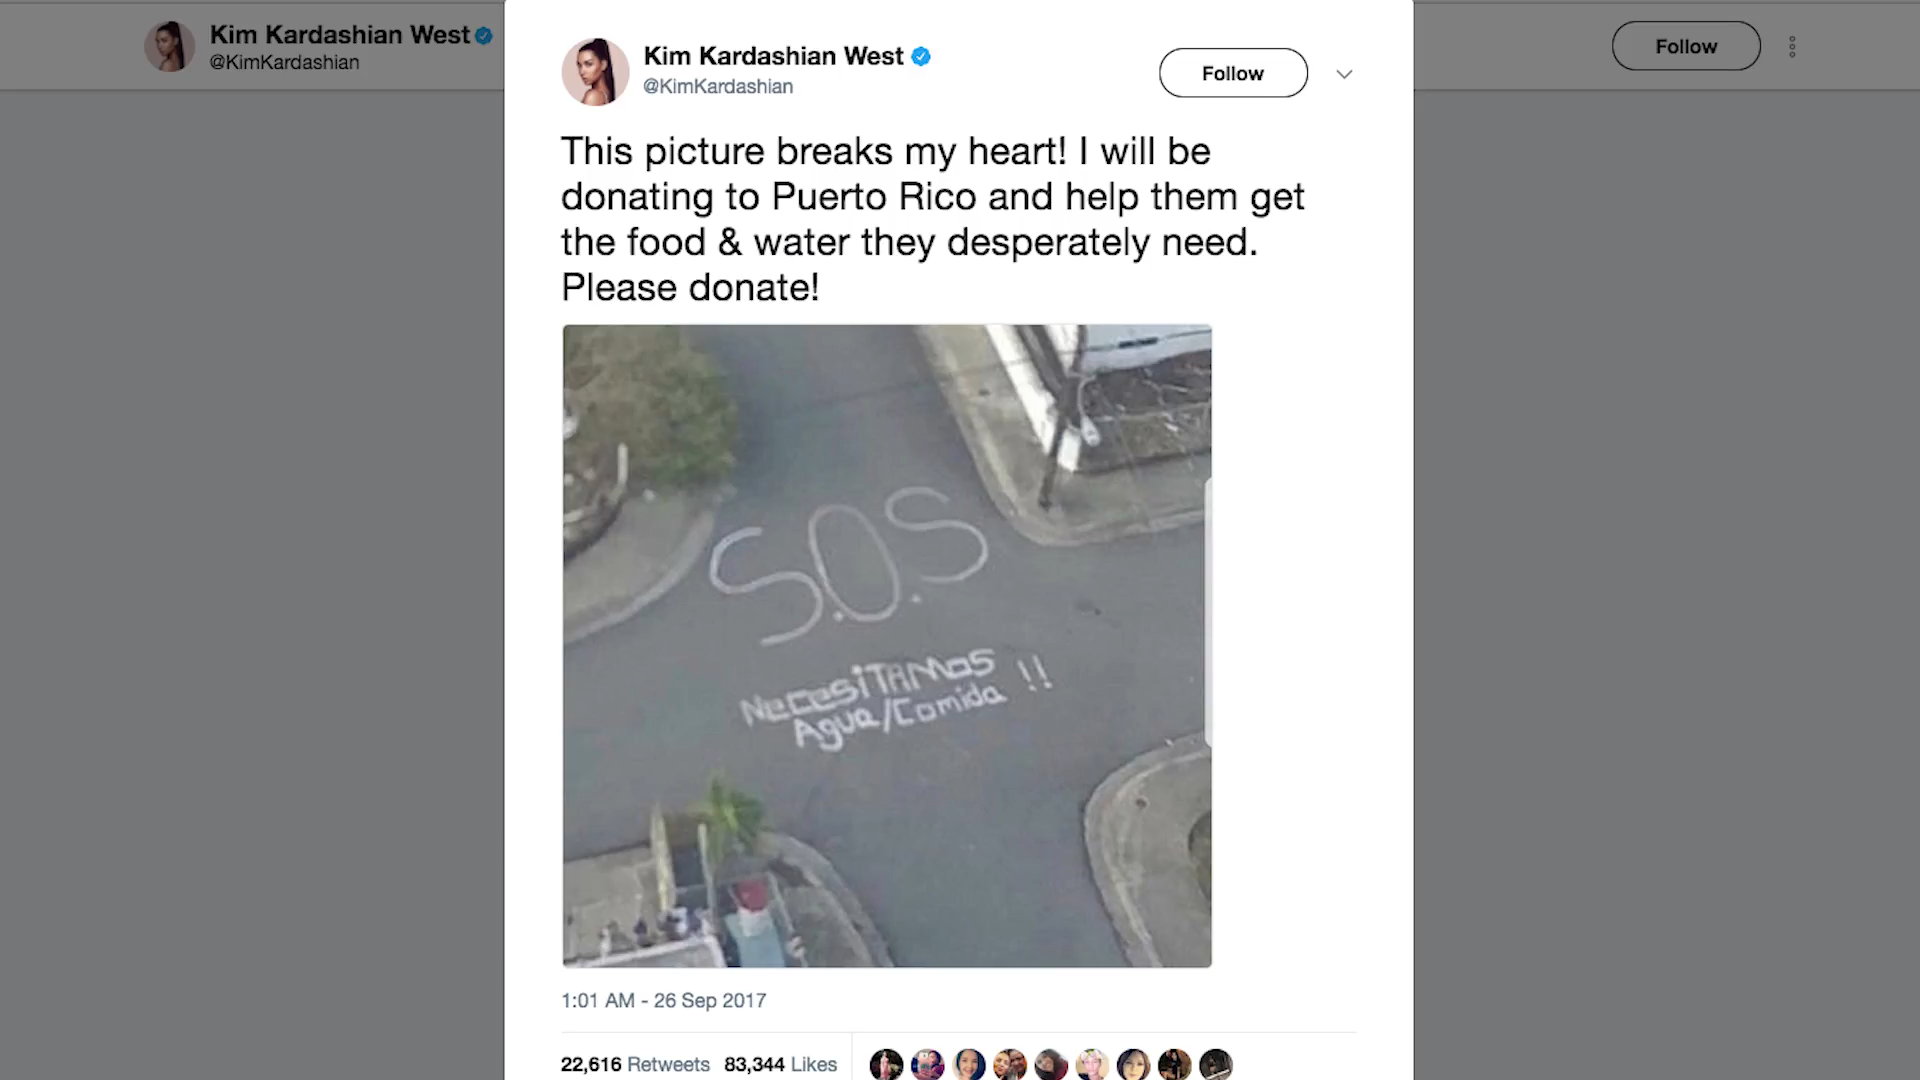 Kim Kardashian West
@KimKardashian
Follow
Kim Kardashian West
@KimKardashian
Follow
This picture breaks my heart! I will be
donating to Puerto Rico and help them get
the food & water they desperately need.
Please donate!
S.O.S
NeCesiTAMos !!
Agua/Comida
1:01 AM - 26 Sep 2017
22,616 Retweets 83,344 Likes